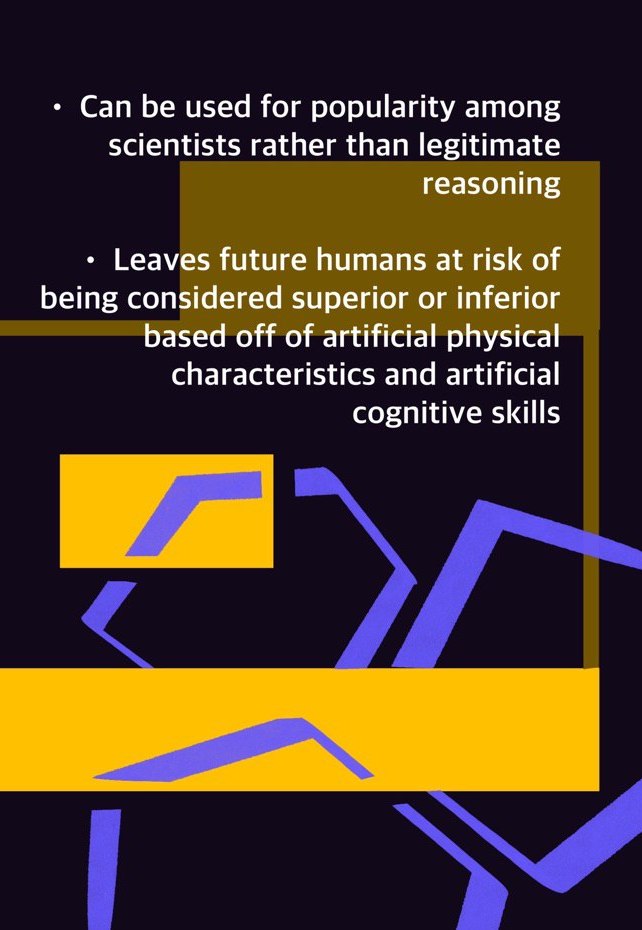 • Can be used for popularity among
scientists rather than legitimate
reasoning
• Leaves future humans at risk of
being considered superior or inferior
based off of artificial physical
characteristics and artificial
cognitive skills